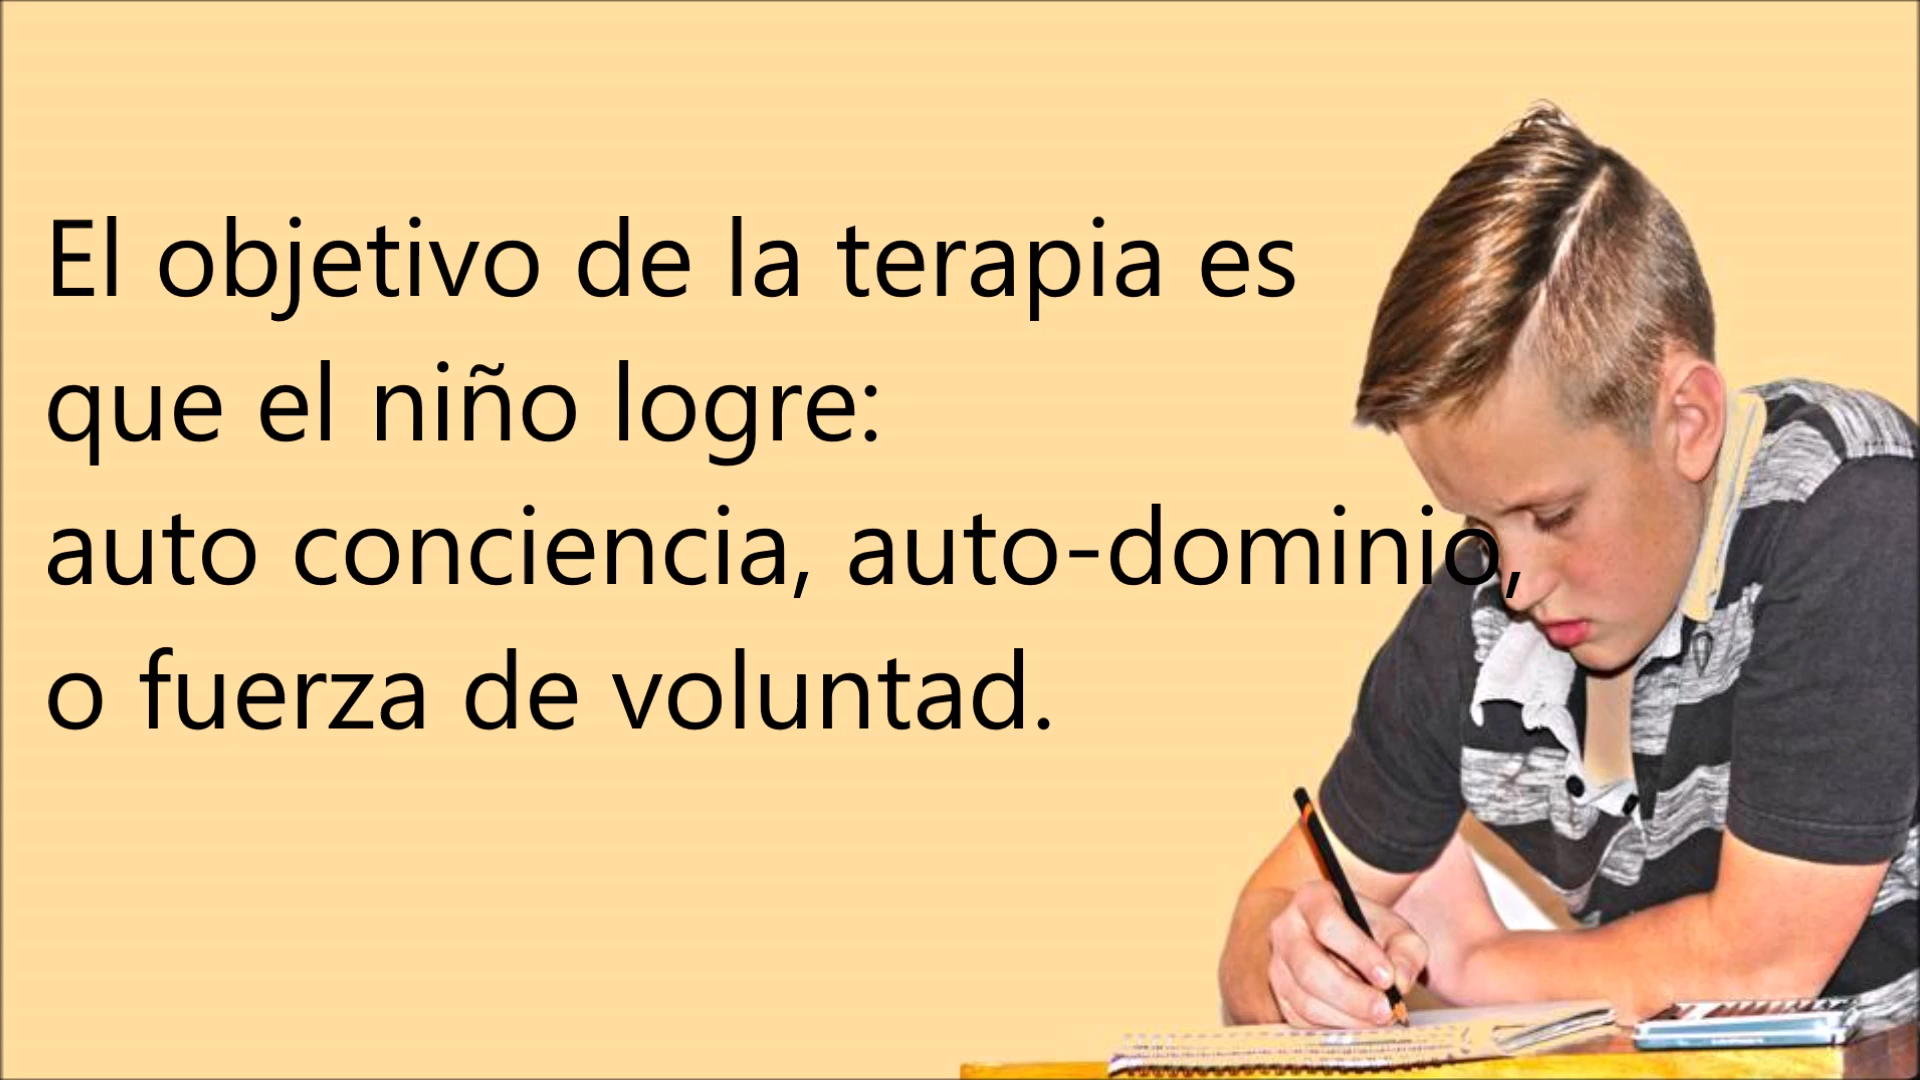 El objetivo de la terapia es
que el niño logre:
auto conciencia, auto-dominio,
o fuerza de voluntad.